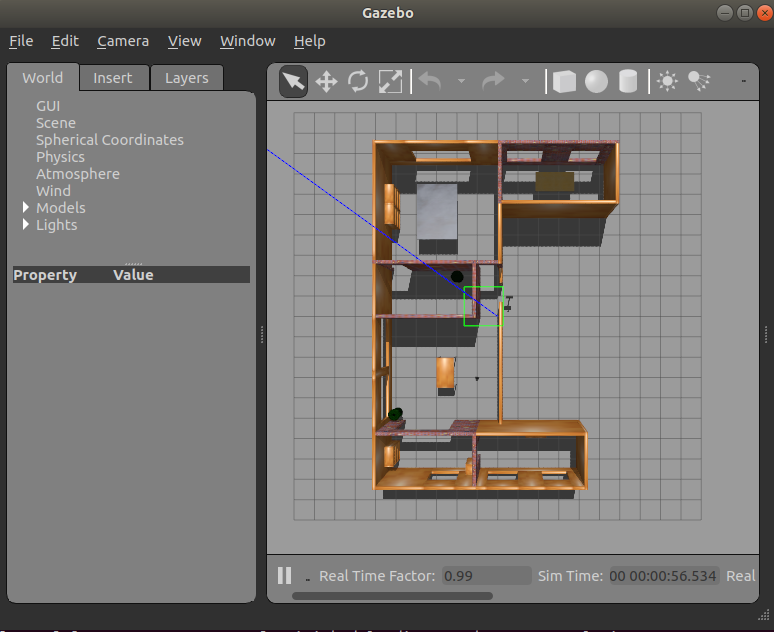 Gazebo
File Edit Camera View Window Help
World Insert Layers
GUI
Scene
Spherical Coordinates
Physics
Atmosphere
Wind
Models
Lights
Property Value
Real Time Factor: 0.99 Sim Time: 00 00:00:56.534 Real